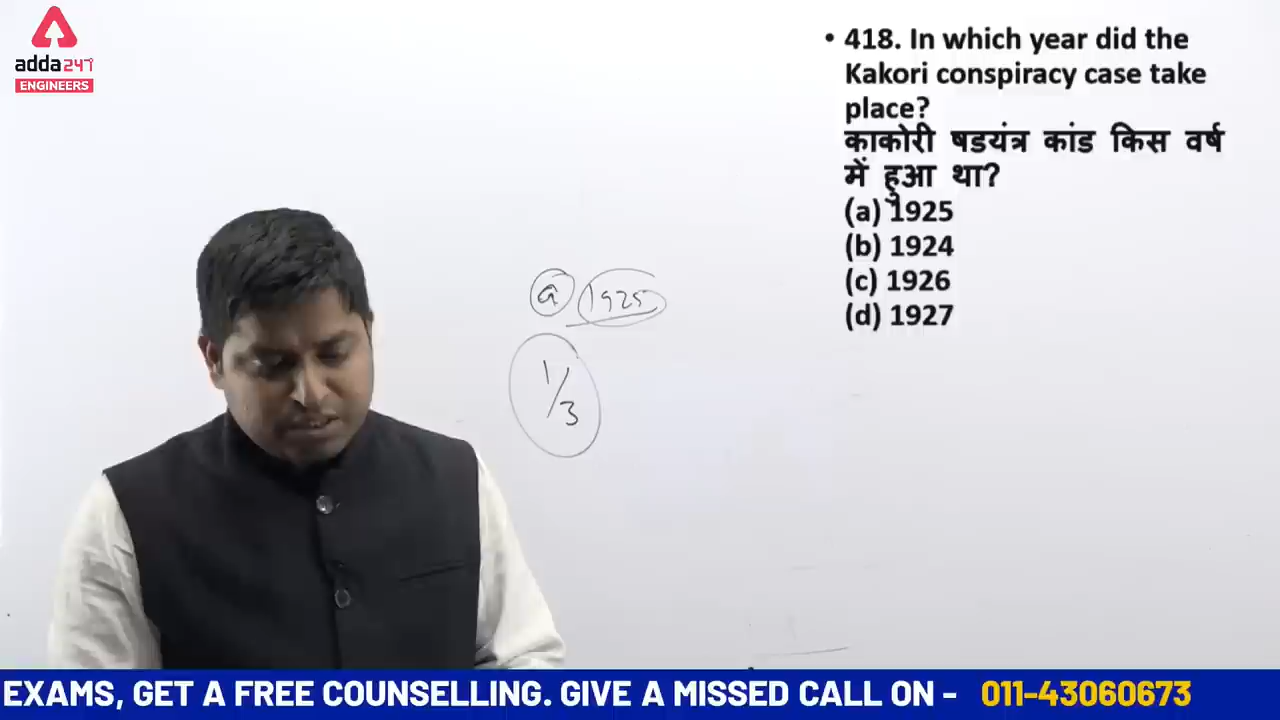 adda247
ENGINEERS
• 418. In which year did the
Kakori conspiracy case take
place?
काकोरी षडयंत्र कांड किस वर्ष
में हुआ था?
(a) 1925
(b) 1924
(c) 1926
(d) 1927
a 1925
1/3
EXAMS, GET A FREE COUNSELLING. GIVE A MISSED CALL ON - 011-43060673